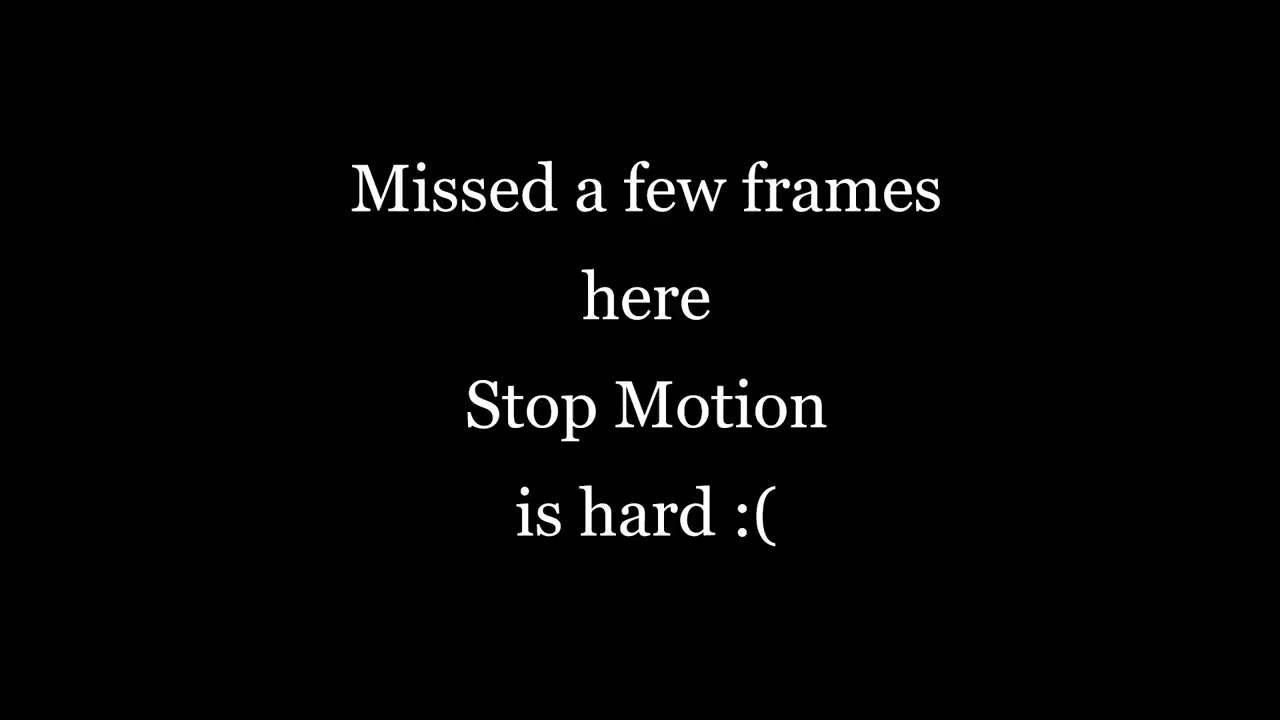 Missed a few frames
here
Stop Motion
is hard :(